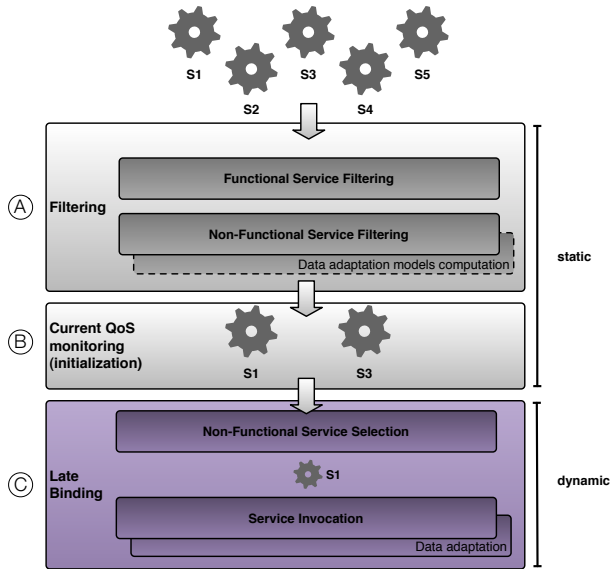 S1
S3
S5
S2
S4
A
Filtering
Functional Service Filtering
Non-Functional Service Filtering
Data adaptation models computation
static
B
Current QoS
monitoring
(initialization)
S1
S3
C
Late
Binding
Non-Functional Service Selection
S1
Service Invocation
Data adaptation
dynamic